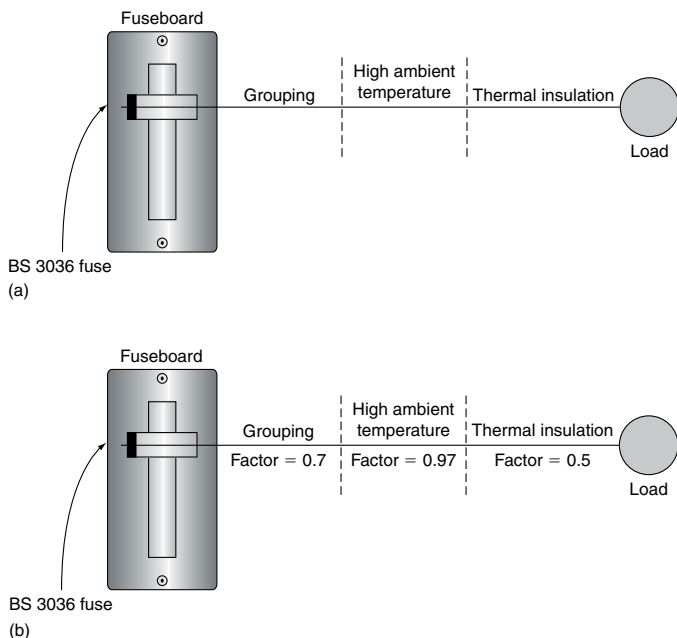 Fuseboard
Grouping
High ambient
temperature
Thermal insulation
Load
BS 3036 fuse
(a)
Fuseboard
Grouping
High ambient
temperature
Thermal insulation
Factor = 0.7
Factor = 0.97
Factor = 0.5
Load
BS 3036 fuse
(b)